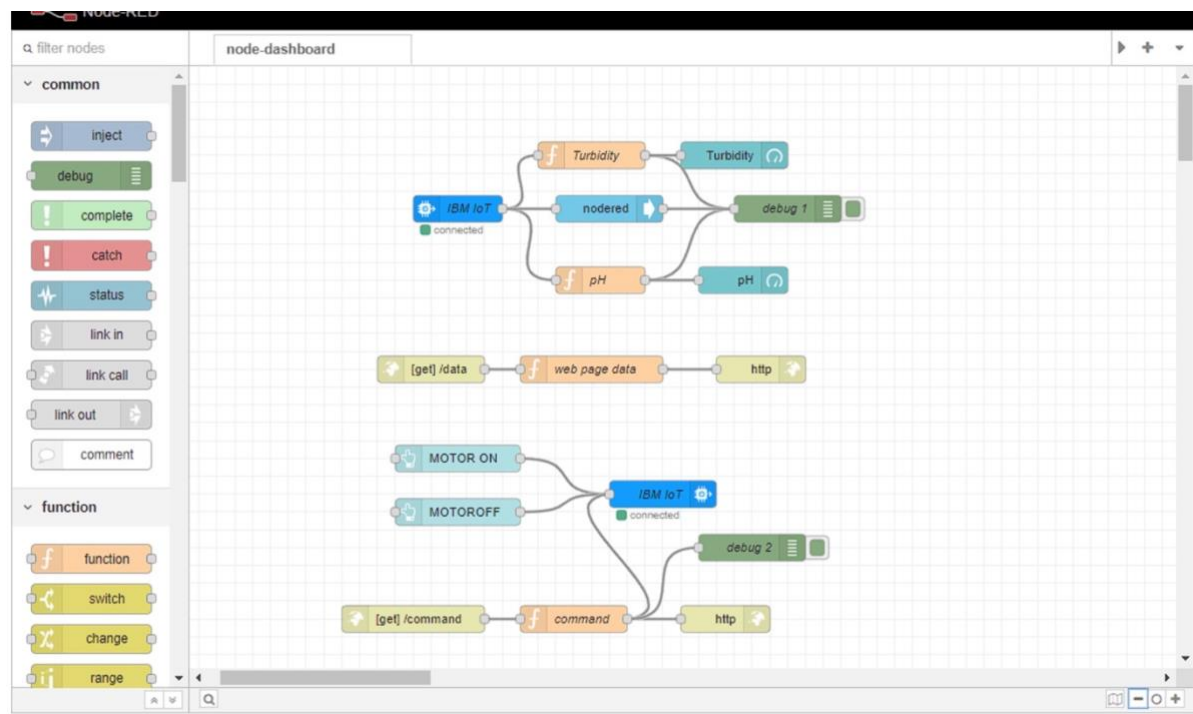 Node-RED
filter nodes
node-dashboard
common
inject
debug
complete
catch
status
link in
link call
link out
comment
function
function
switch
change
range
Turbidity
Turbidity
IBM IoT
connected
nodered
debug 1
pH
pH
[get] /data
web page data
http
MOTOR ON
MOTOROFF
IBM IoT
connected
debug 2
[get] /command
command
http